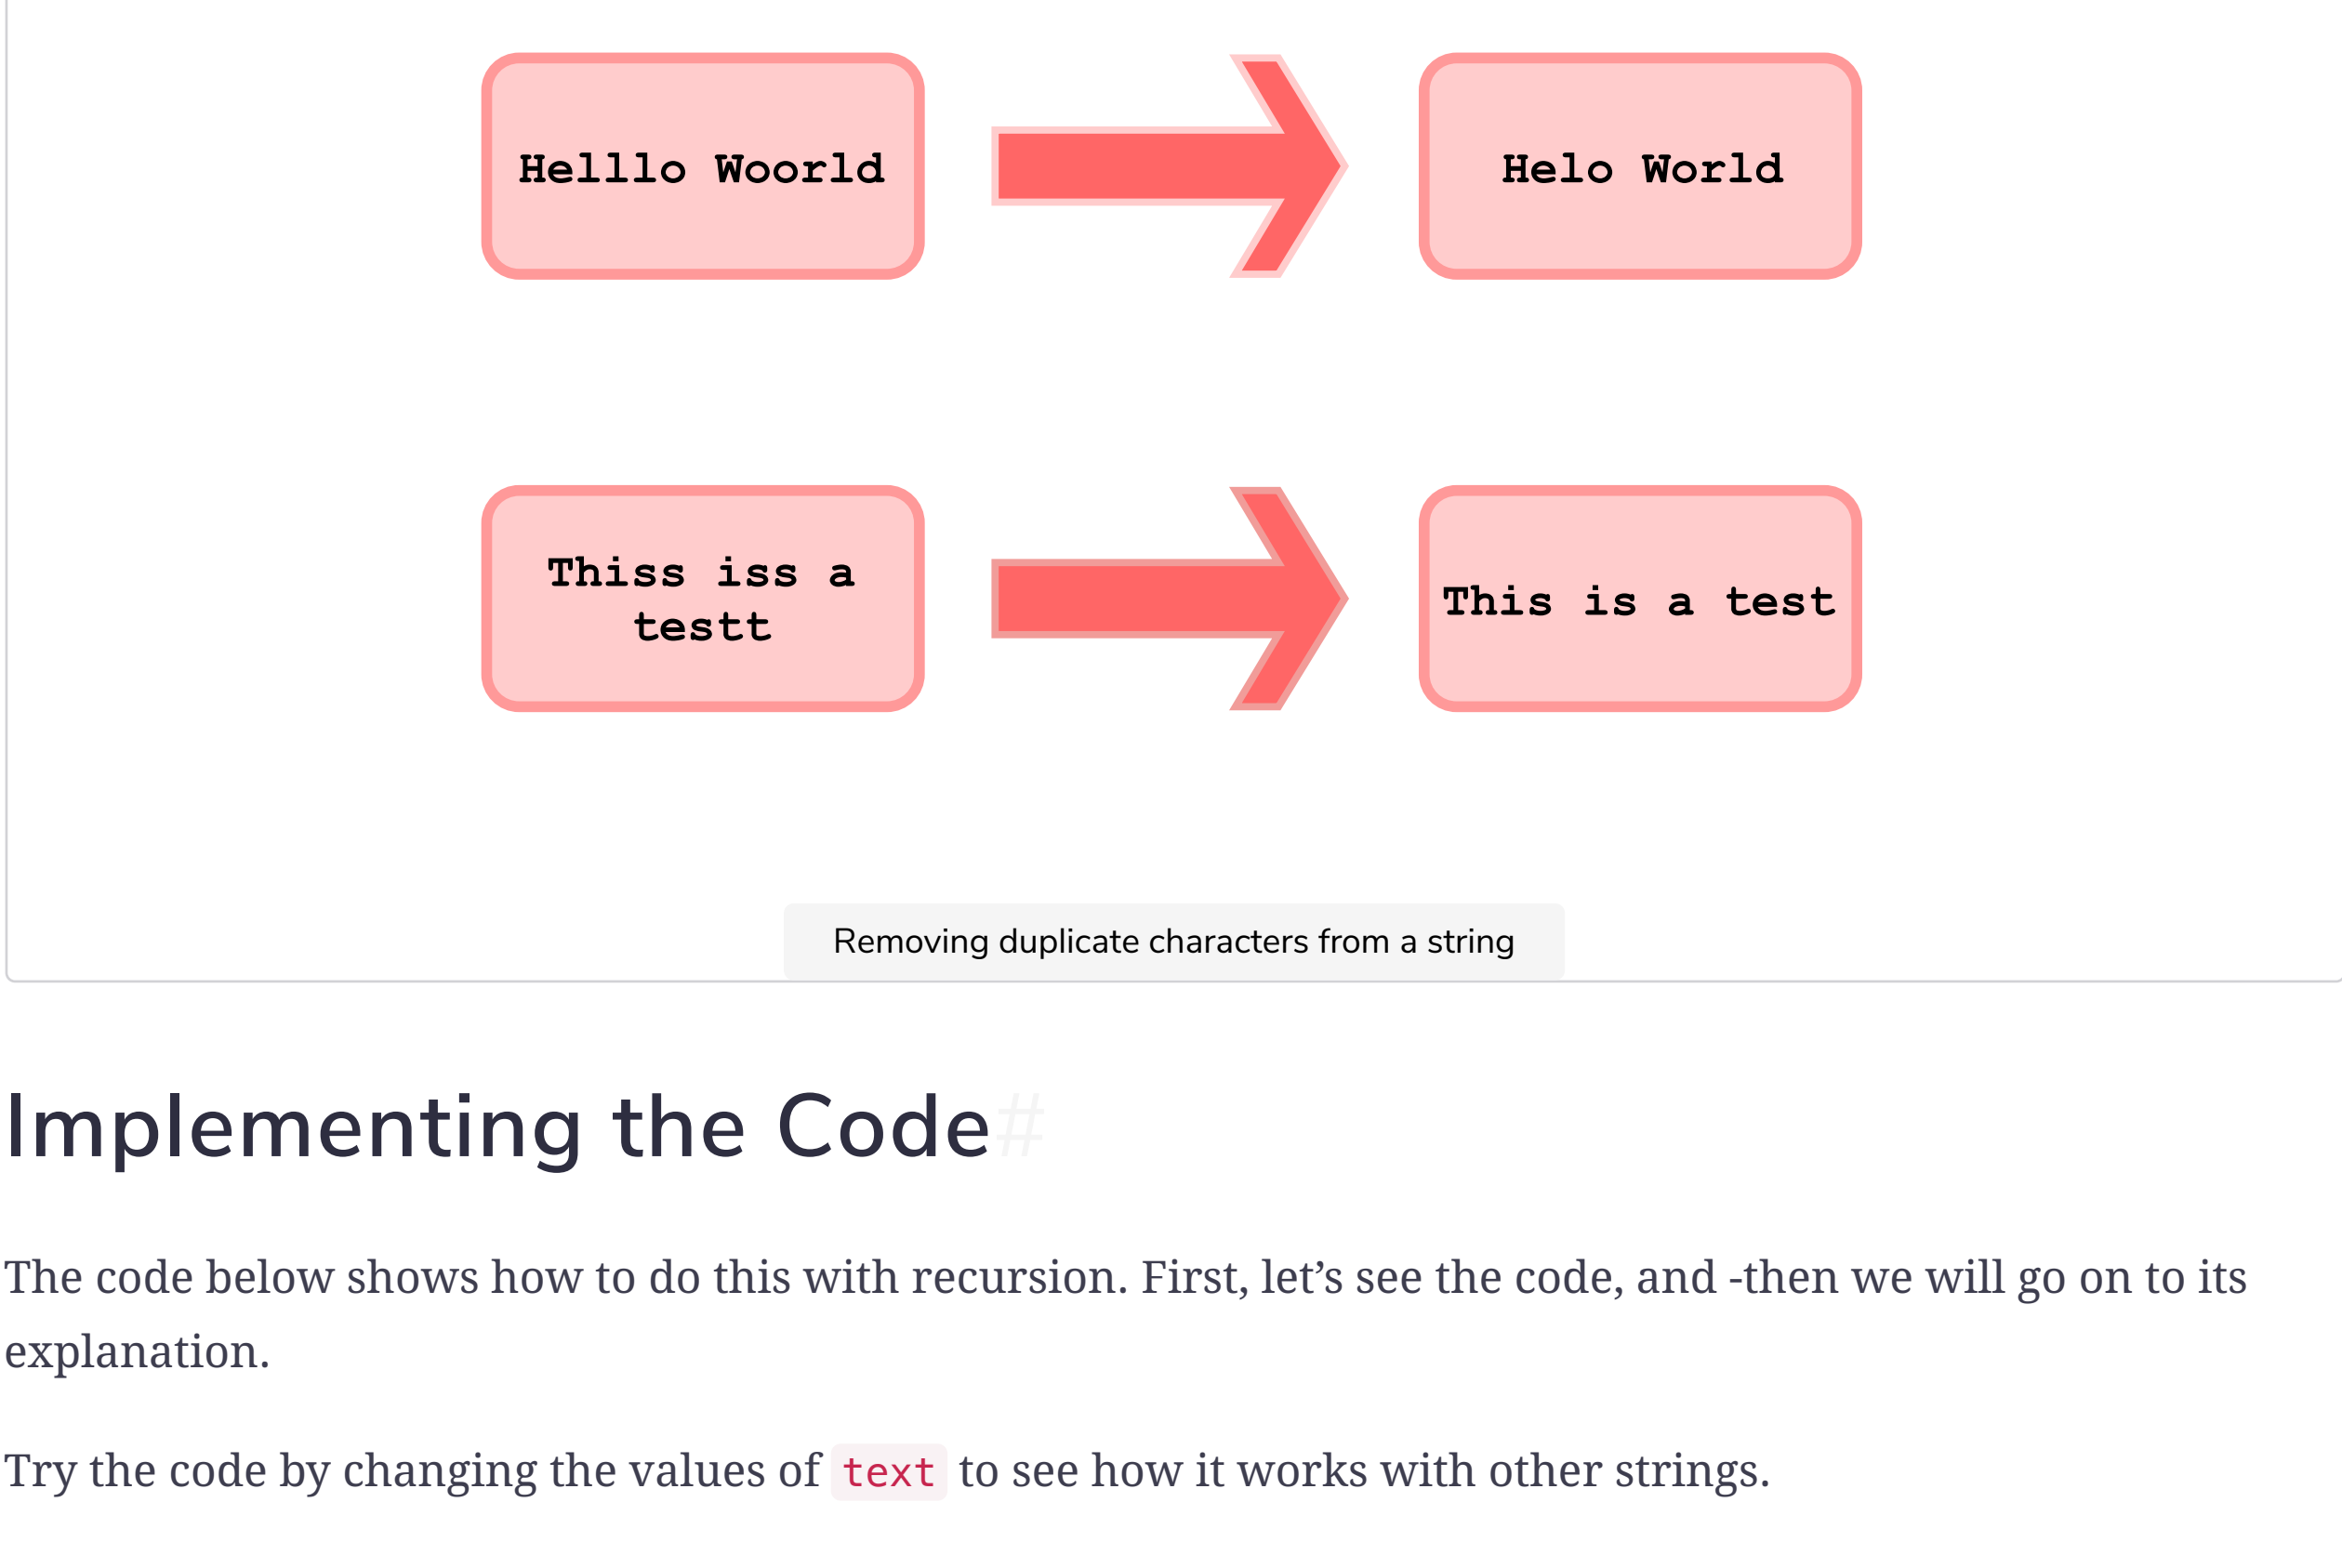 Helllo Woorld
Helo World
Thiss iss a
testt
This is a test
Removing duplicate characters from a string
Implementing the Code#
The code below shows how to do this with recursion. First, let’s see the code, and -then we will go on to its
explanation.
Try the code by changing the values of text to see how it works with other strings.